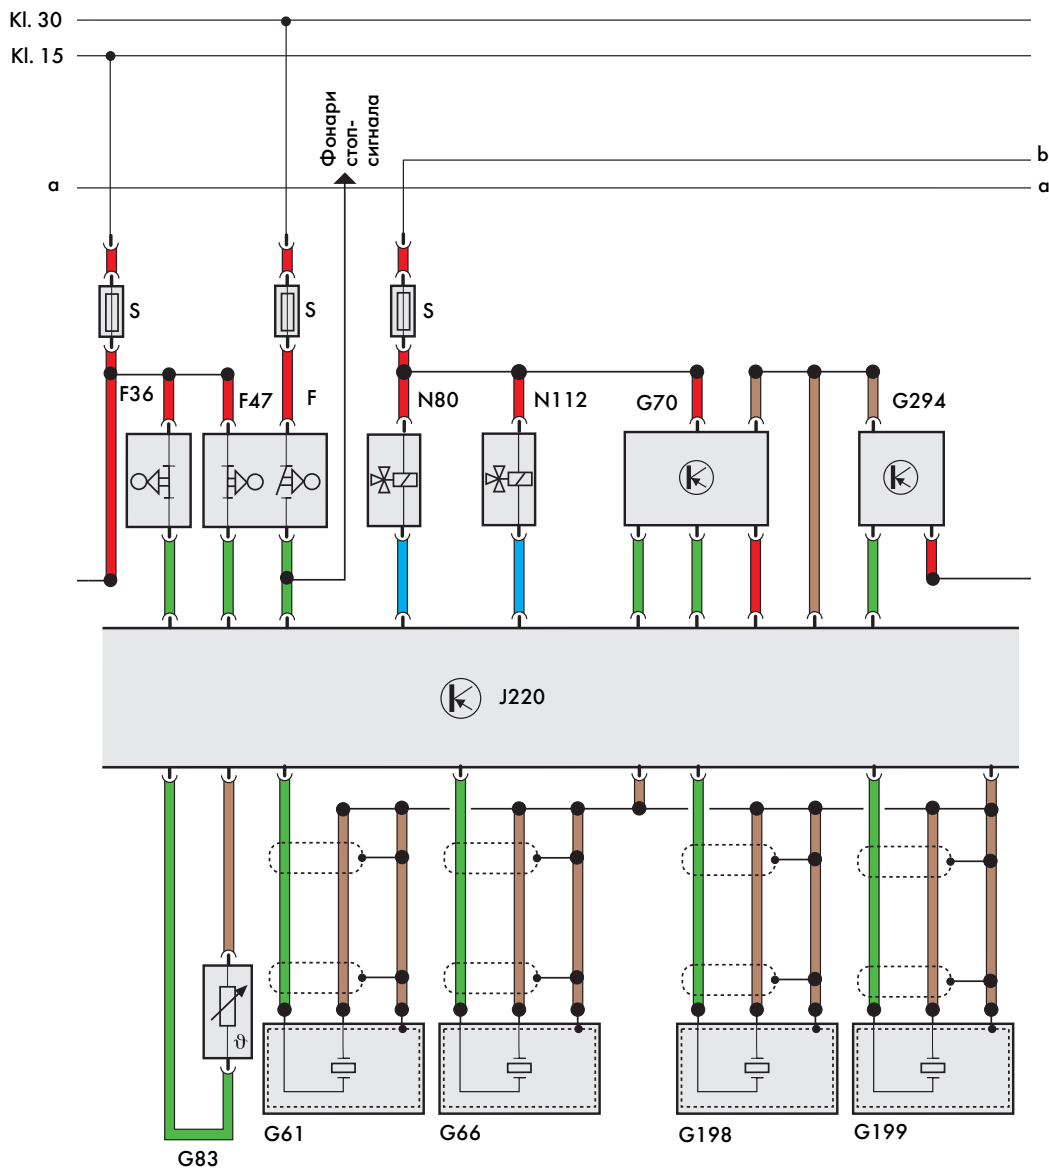 Kl. 30
Kl. 15
Фонари
стоп-
сигнала
b
a
a
S
S
S
F36
F47
F
N80
N112
G70
G294
J220
ϑ
G61
G66
G198
G199
G83